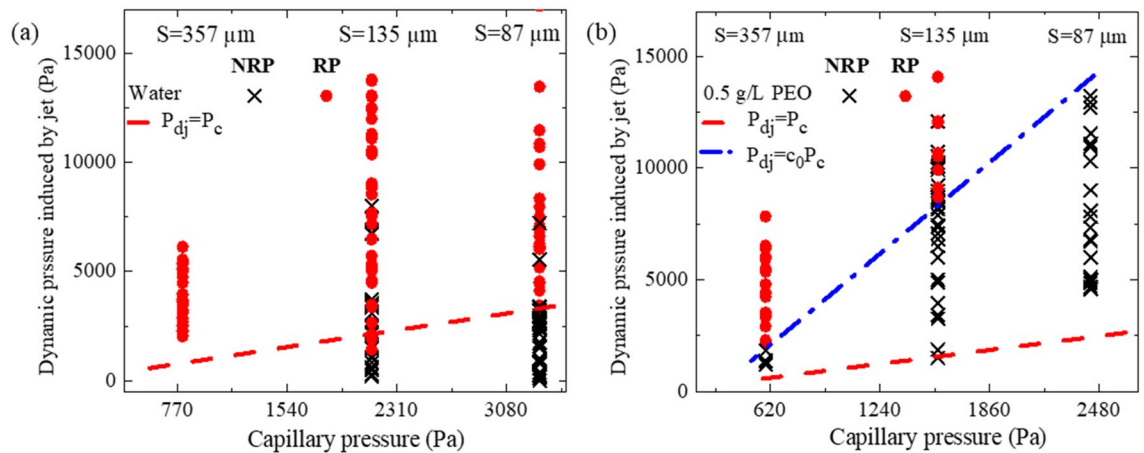 (a)
S=357 µm S=135 µm S=87 µm
NRP RP
Water
P_dj=P_c
15000
10000
5000
0
770 1540 2310 3080
Dynamic pressure induced by jet (Pa)
Capillary pressure (Pa)
(b)
S=357 µm S=135 µm S=87 µm
NRP RP
0.5 g/L PEO
P_dj=P_c
P_dj=c_0P_c
15000
10000
5000
0
620 1240 1860 2480
Dynamic pressure induced by jet (Pa)
Capillary pressure (Pa)